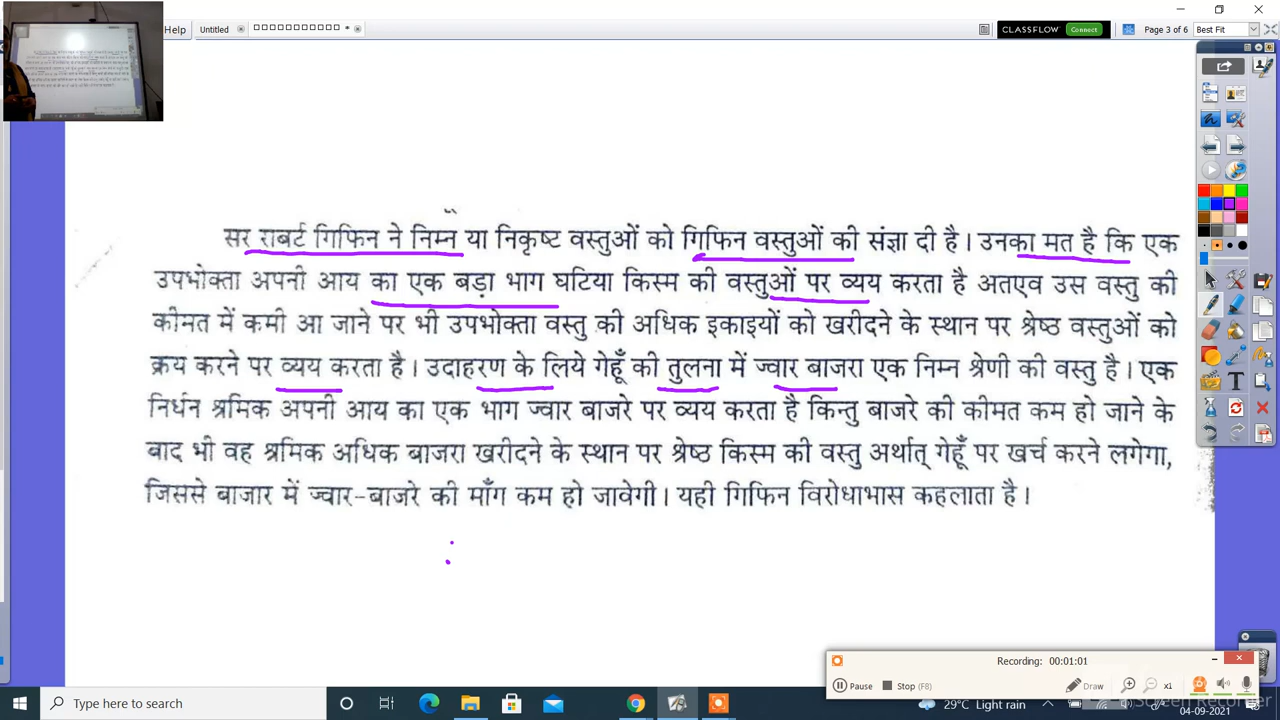 Help
Untitled
CLASSFLOW Connect
Page 3 of 6
Best Fit
सर राबर्ट गिफिन ने निम्न या निकृष्ट वस्तुओं को गिफिन वस्तुओं की संज्ञा दी है। उनका मत है कि एक
उपभोक्ता अपनी आय का एक बड़ा भाग घटिया किस्म की वस्तुओं पर व्यय करता है अतएव उस वस्तु की
कीमत में कमी आ जाने पर भी उपभोक्ता वस्तु की अधिक इकाइयों को खरीदने के स्थान पर श्रेष्ठ वस्तुओं को
क्रय करने पर व्यय करता है। उदाहरण के लिये गेहूँ की तुलना में ज्वार बाजरा एक निम्न श्रेणी की वस्तु है। एक
निर्धन श्रमिक अपनी आय का एक भाग ज्वार बाजरे पर व्यय करता है किन्तु बाजरे की कीमत कम हो जाने के
बाद भी वह श्रमिक अधिक बाजरा खरीदने के स्थान पर श्रेष्ठ किस्म की वस्तु अर्थात् गेहूँ पर खर्च करने लगेगा,
जिससे बाजार में ज्वार-बाजरे की माँग कम हो जावेगी। यही गिफिन विरोधाभास कहलाता है।
Recording: 00:01:01
Pause
Stop (F8)
Draw
x1
Screen Recorder
Type here to search
29°C Light rain
04-09-2021